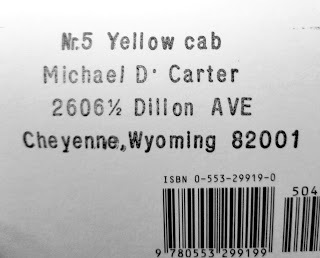 Nr.5 Yellow cab
Michael D. Carter
2606½ Dillon AVE
Cheyenne, Wyoming 82001
ISBN 0-553-29919-0
504
9 780553 299199